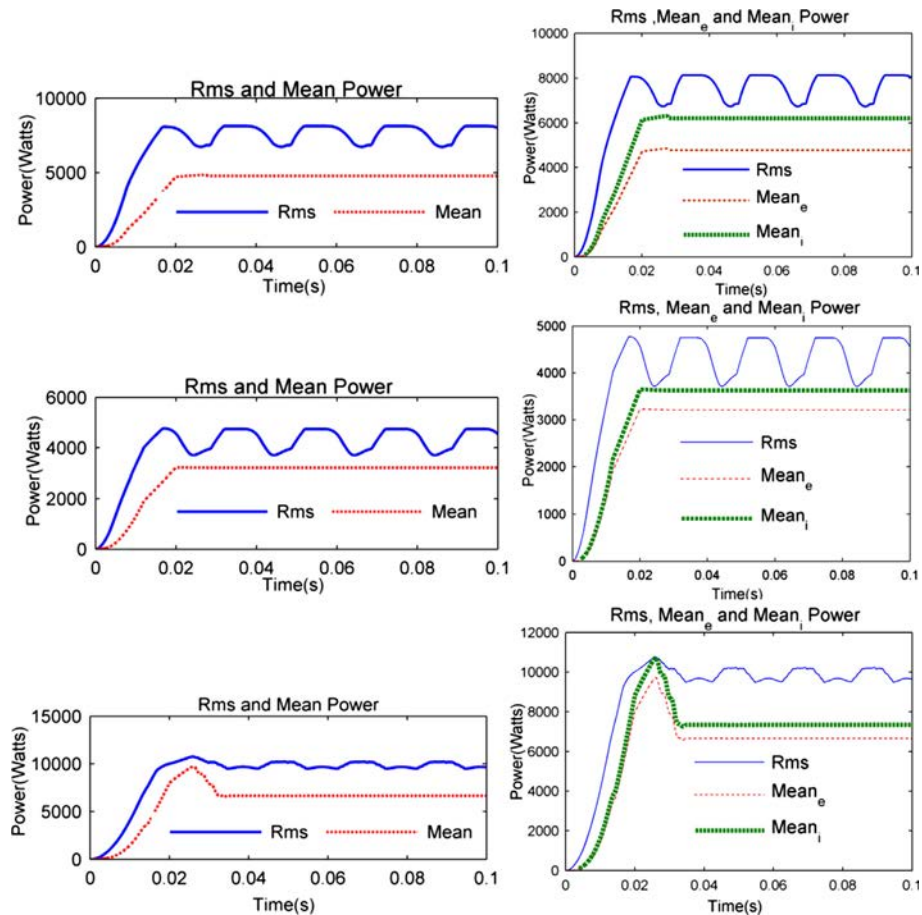 Rms and Mean Power
10000
5000
0
Power(Watts)
Rms
Mean
0 0.02 0.04 0.06 0.08 0.1
Time(s)
Rms ,Mean_e and Mean_i Power
10000
8000
6000
4000
2000
0
Power(Watts)
Rms
Mean_e
Mean_i
0 0.02 0.04 0.06 0.08 0.1
Time(s)
Rms and Mean Power
6000
4000
2000
0
Power(Watts)
Rms
Mean
0 0.02 0.04 0.06 0.08 0.1
Time(s)
Rms, Mean_e and Mean_i Power
5000
4000
3000
2000
1000
0
Power(Watts)
Rms
Mean_e
Mean_i
0 0.02 0.04 0.06 0.08 0.1
Time(s)
Rms and Mean Power
15000
10000
5000
0
Power(Watts)
Rms
Mean
0 0.02 0.04 0.06 0.08 0.1
Time(s)
Rms, Mean_e and Mean_i Power
12000
10000
8000
6000
4000
2000
0
Power(Watts)
Rms
Mean_e
Mean_i
0 0.02 0.04 0.06 0.08 0.1
Time(s)